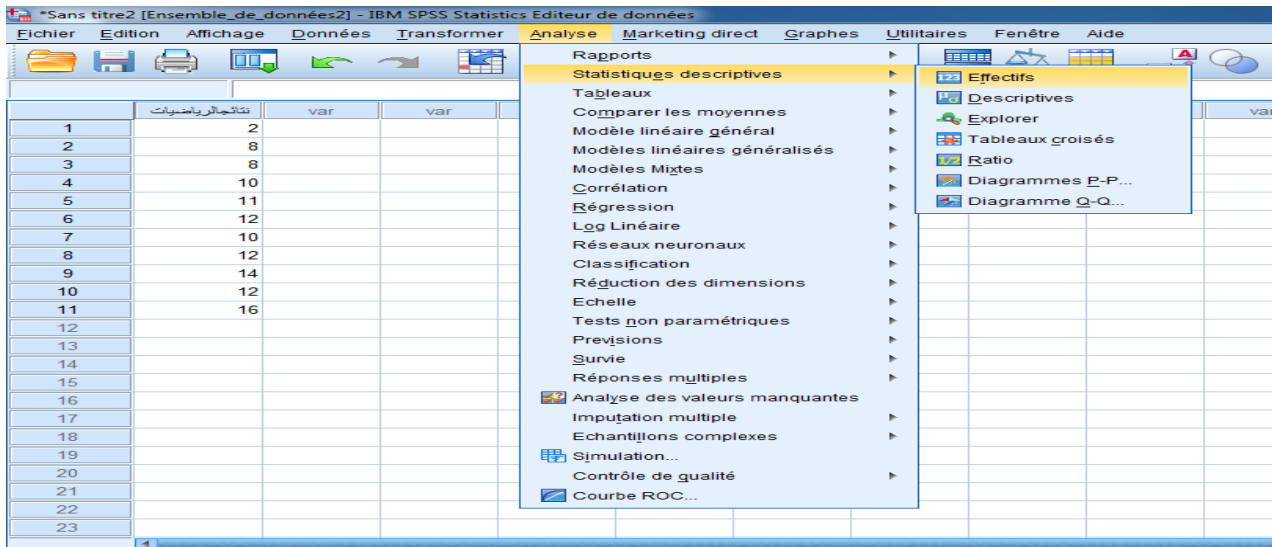 *Sans titre2 [Ensemble_de_données2] - IBM SPSS Statistics Editeur de données
Fichier Edition Affichage Données Transformer Analyse Marketing direct Graphes Utilitaires Fenêtre Aide
Rapports
Statistiques descriptives
Tableaux
Comparer les moyennes
Modèle linéaire général
Modèles linéaires généralisés
Modèles Mixtes
Corrélation
Régression
Log Linéaire
Réseaux neuronaux
Classification
Réduction des dimensions
Echelle
Tests non paramétriques
Previsions
Survie
Réponses multiples
Analyse des valeurs manquantes
Imputation multiple
Echantillons complexes
Simulation...
Contrôle de qualité
Courbe ROC...
123 Effectifs
Descriptives
Explorer
Tableaux croisés
1/2 Ratio
Diagrammes P-P...
Diagramme Q-Q...
A
نتائجالرياضيات var var var
1 2
2 8
3 8
4 10
5 11
6 12
7 10
8 12
9 14
10 12
11 16
12
13
14
15
16
17
18
19
20
21
22
23